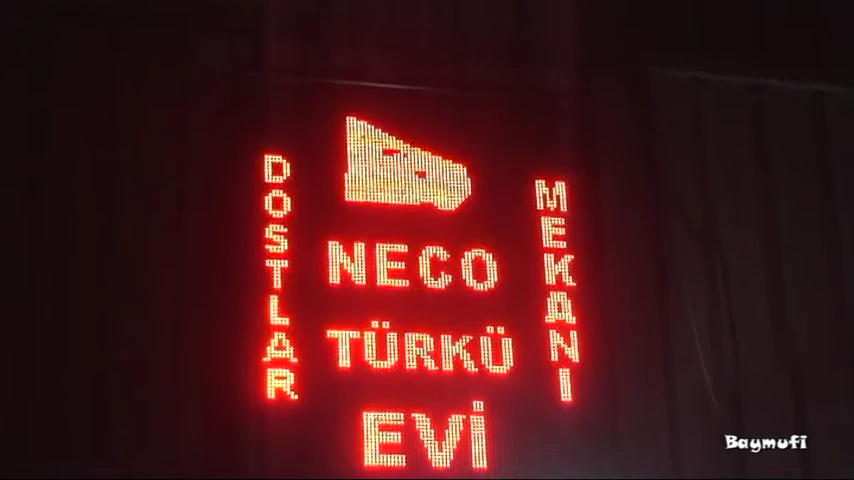 DOSTLAR
NECO
TÜRKÜ
EVİ
MEKANI
Baymufi